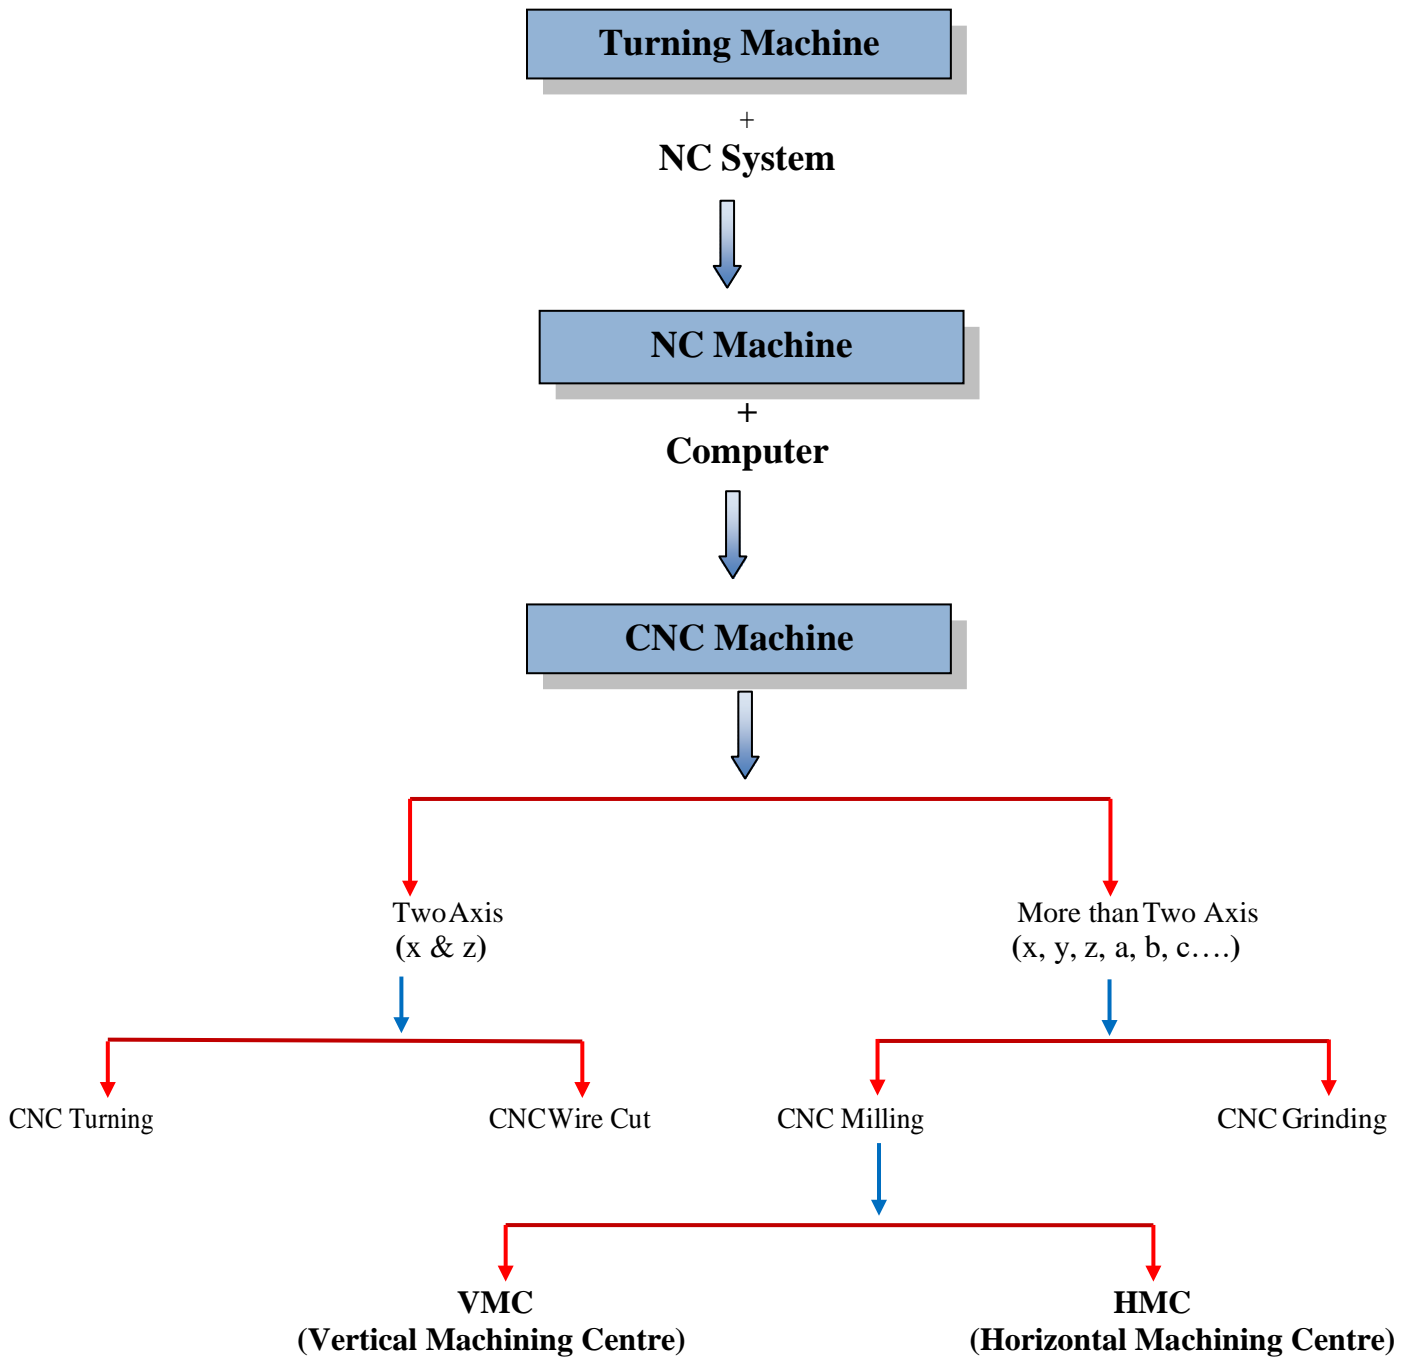 Turning Machine
+
NC System
NC Machine
+
Computer
CNC Machine
Two Axis
(x & z)
More than Two Axis
(x, y, z, a, b, c….)
CNC Turning
CNC Wire Cut
CNC Milling
CNC Grinding
VMC
(Vertical Machining Centre)
HMC
(Horizontal Machining Centre)